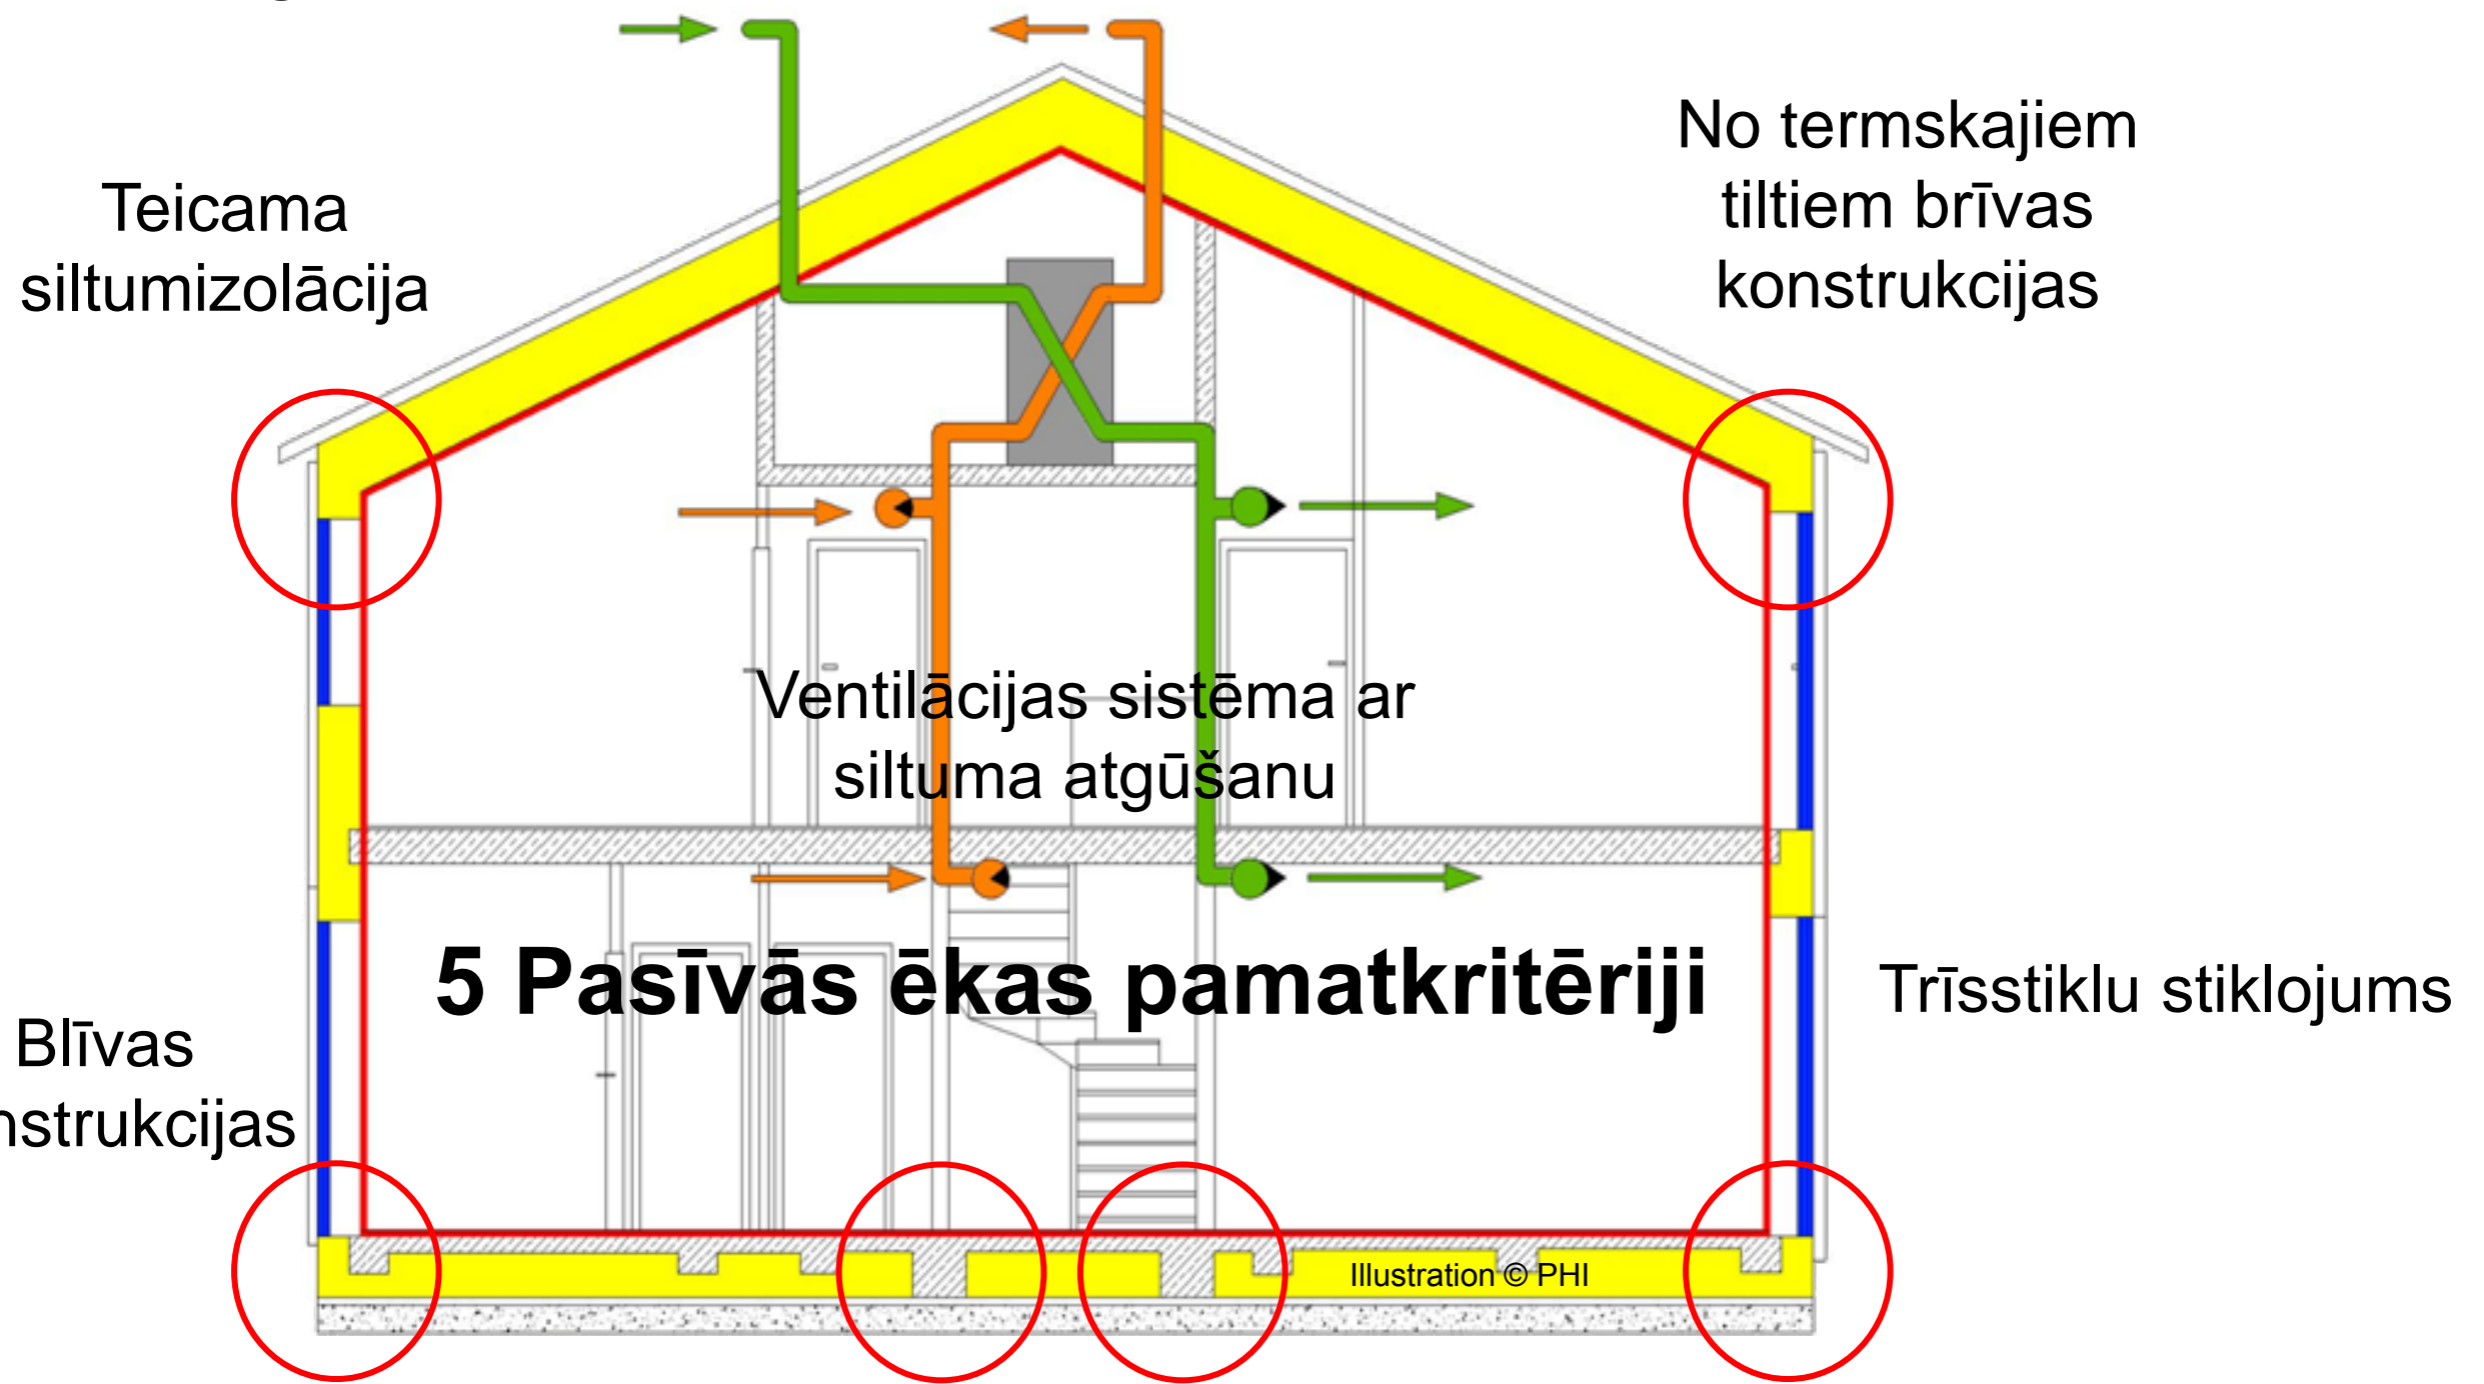 Teicama
siltumizolācija
No termskajiem
tiltiem brīvas
konstrukcijas
Ventilācijas sistēma ar
siltuma atgūšanu
5 Pasīvās ēkas pamatkritēriji
Trīsstiklu stiklojums
Blīvas
nstrukcijas
Illustration © PHI